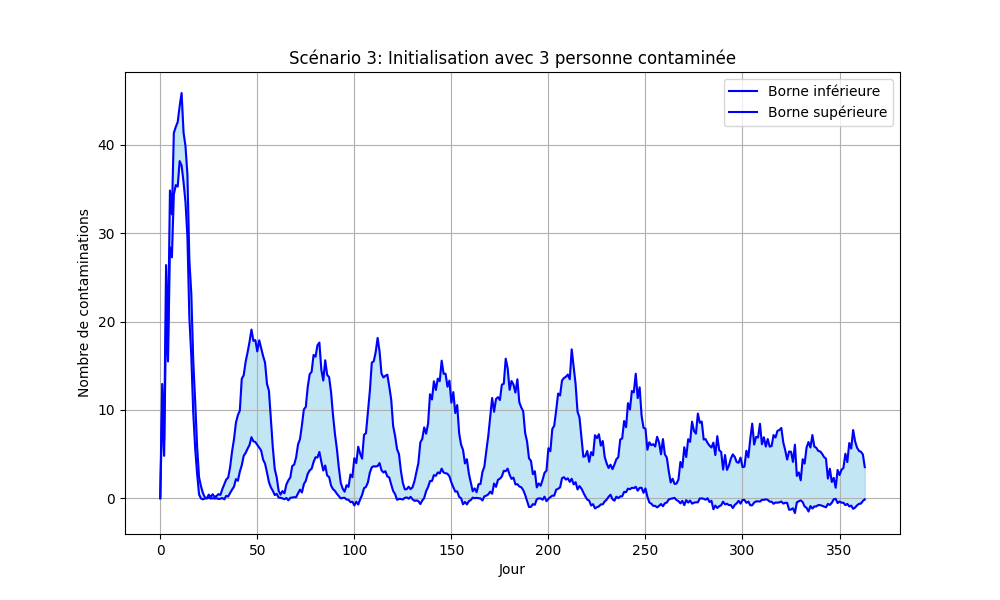 Scénario 3: Initialisation avec 3 personne contaminée
Borne inférieure
Borne supérieure
Nombre de contaminations
40
30
20
10
0
0 50 100 150 200 250 300 350
Jour